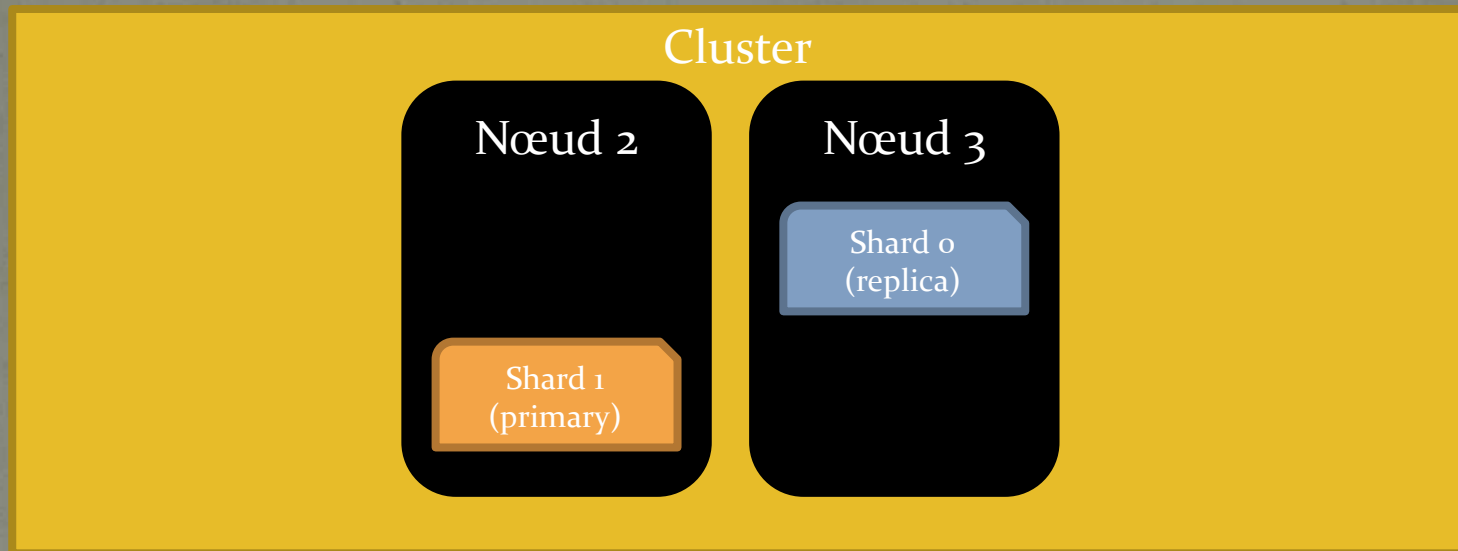 Cluster
Nœud 2
Nœud 3
Shard 0
(replica)
Shard 1
(primary)